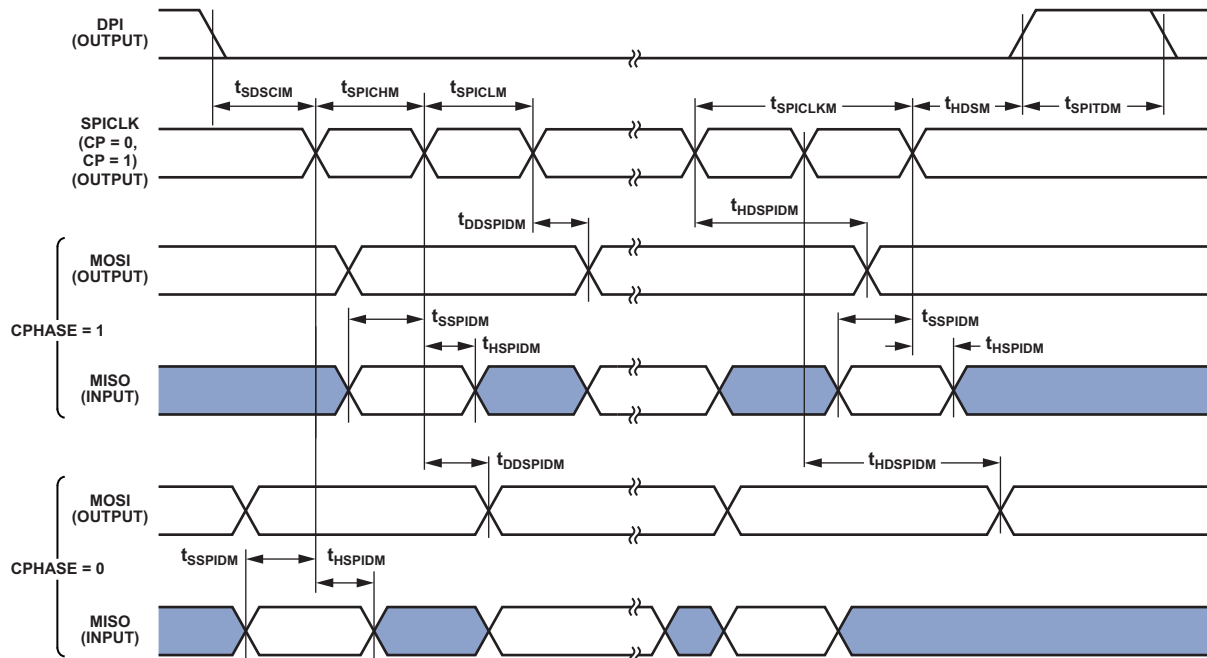 DPI
(OUTPUT)
tSDSCIM
tSPICHM
tSPICLM
tSPICLKM
tHDSM
tSPITDM
SPICLK
(CP = 0,
CP = 1)
(OUTPUT)
tDDSPIDM
tHDSPIDM
MOSI
(OUTPUT)
CPHASE = 1
tSSPIDM
tSSPIDM
tHSPIDM
tHSPIDM
MISO
(INPUT)
tDDSPIDM
tHDSPIDM
MOSI
(OUTPUT)
tSSPIDM
tHSPIDM
CPHASE = 0
MISO
(INPUT)